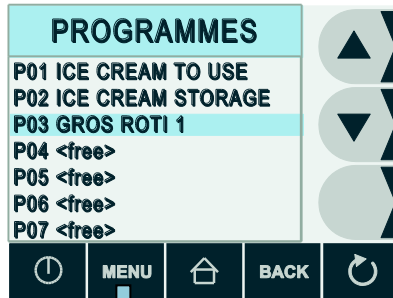 PROGRAMMES
P01 ICE CREAM TO USE
P02 ICE CREAM STORAGE
P03 GROS ROTI 1
P04 <free>
P05 <free>
P06 <free>
P07 <free>
MENU
BACK